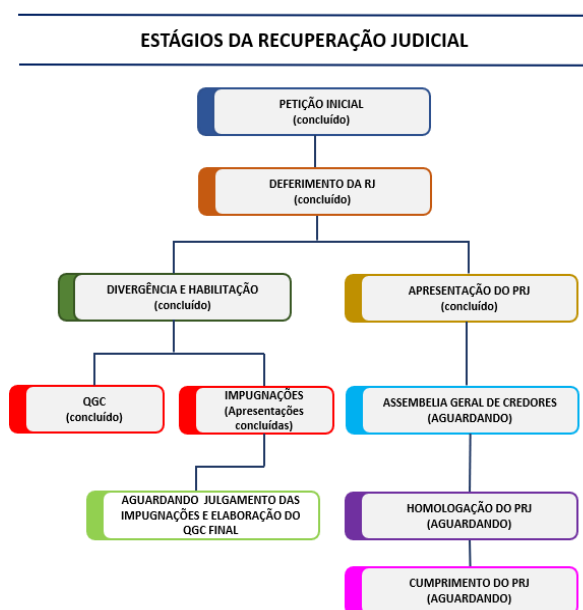 ESTÁGIOS DA RECUPERAÇÃO JUDICIAL
PETIÇÃO INICIAL
(concluído)
DEFERIMENTO DA RJ
(concluído)
DIVERGÊNCIA E HABILITAÇÃO
(concluído)
APRESENTAÇÃO DO PRJ
(concluído)
QGC
(concluído)
IMPUGNAÇÕES
(Apresentações
concluídas)
ASSEMBELIA GERAL DE CREDORES
(AGUARDANDO)
AGUARDANDO JULGAMENTO DAS
IMPUGNAÇÕES E ELABORAÇÃO DO
QGC FINAL
HOMOLOGAÇÃO DO PRJ
(AGUARDANDO)
CUMPRIMENTO DO PRJ
(AGUARDANDO)